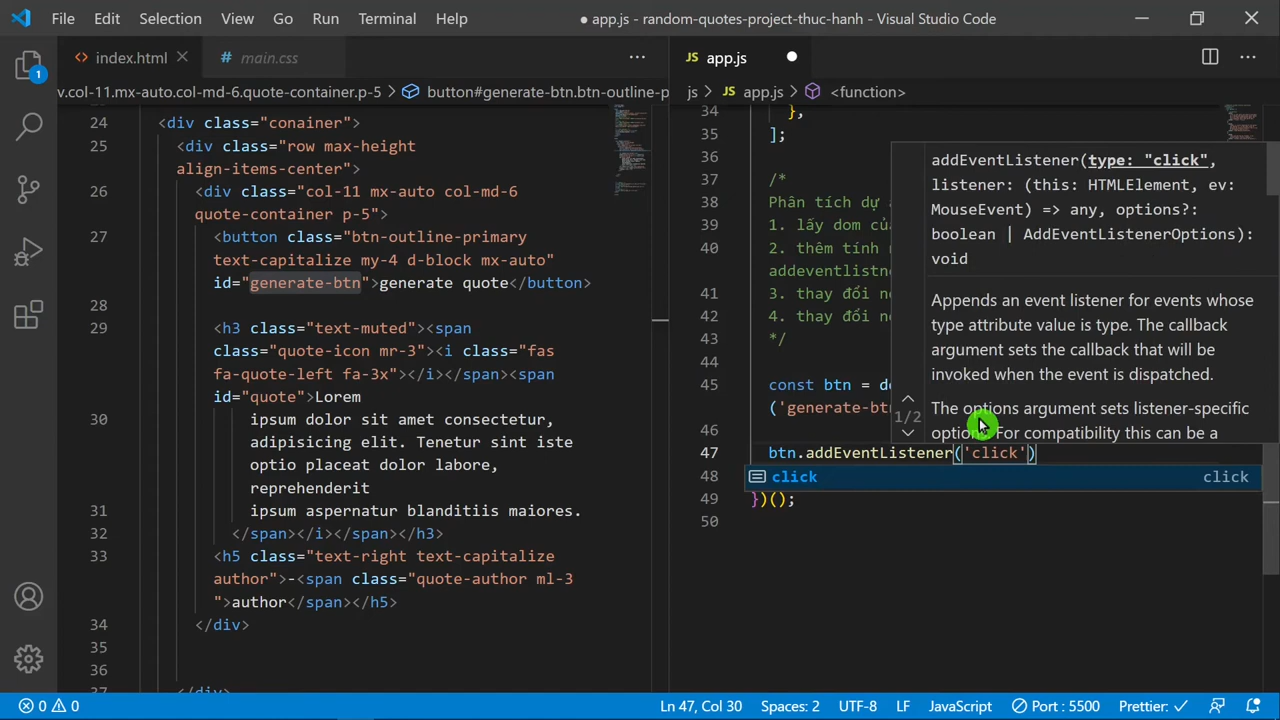 File Edit Selection View Go Run Terminal Help
● app.js - random-quotes-project-thuc-hanh - Visual Studio Code
1
<> index.html
# main.css
v.col-11.mx-auto.col-md-6.quote-container.p-5 > button#generate-btn.btn-outline-p
24 <div class="conainer">
25 <div class="row max-height
align-items-center">
26 <div class="col-11 mx-auto col-md-6
quote-container p-5">
27 <button class="btn-outline-primary
text-capitalize my-4 d-block mx-auto"
id="generate-btn">generate quote</button>
28
29 <h3 class="text-muted"><span
class="quote-icon mr-3"><i class="fas
fa-quote-left fa-3x"></i></span><span
id="quote">Lorem
30 ipsum dolor sit amet consectetur,
adipisicing elit. Tenetur sint iste
optio placeat dolor labore,
reprehenderit
31 ipsum aspernatur blanditiis maiores.
32 </span></i></span></h3>
33 <h5 class="text-right text-capitalize
author">-<span class="quote-author ml-3
">author</span></h5>
34 </div>
35
36
37 </div>
JS app.js
js > JS app.js > <function>
34 },
35 ];
36
37 /*
38 Phân tích dự á
39 1. lấy dom củ
40 2. thêm tính
addeventlistn
41 3. thay đổi n
42 4. thay đổi n
43 */
44
45 const btn = d
('generate-bt
46
47 btn.addEventListener('click')
48
49 })();
50
addEventListener(type: "click",
listener: (this: HTMLElement, ev:
MouseEvent) => any, options?:
boolean | AddEventListenerOptions):
void
Appends an event listener for events whose
type attribute value is type. The callback
argument sets the callback that will be
invoked when the event is dispatched.
The options argument sets listener-specific
options. For compatibility this can be a
1/2
click click
0 0
Ln 47, Col 30 Spaces: 2 UTF-8 LF JavaScript Port : 5500 Prettier: ✓